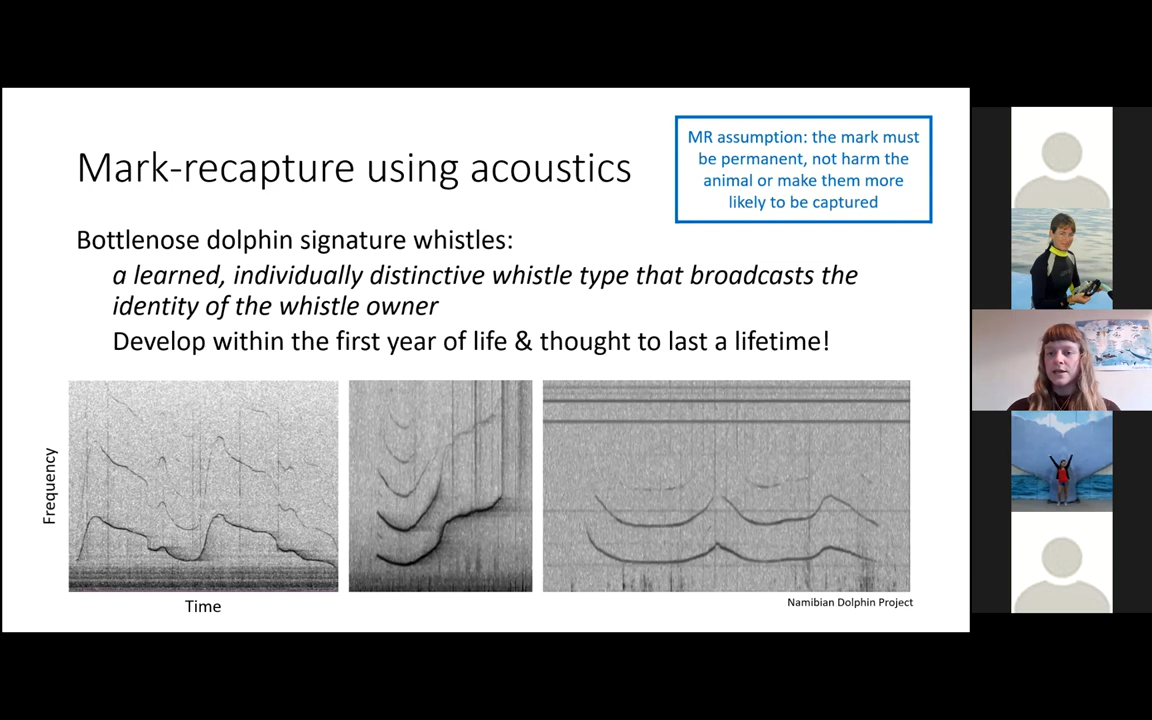 Mark-recapture using acoustics
MR assumption: the mark must
be permanent, not harm the
animal or make them more
likely to be captured
Bottlenose dolphin signature whistles:
a learned, individually distinctive whistle type that broadcasts the
identity of the whistle owner
Develop within the first year of life & thought to last a lifetime!
Frequency
Time
Namibian Dolphin Project